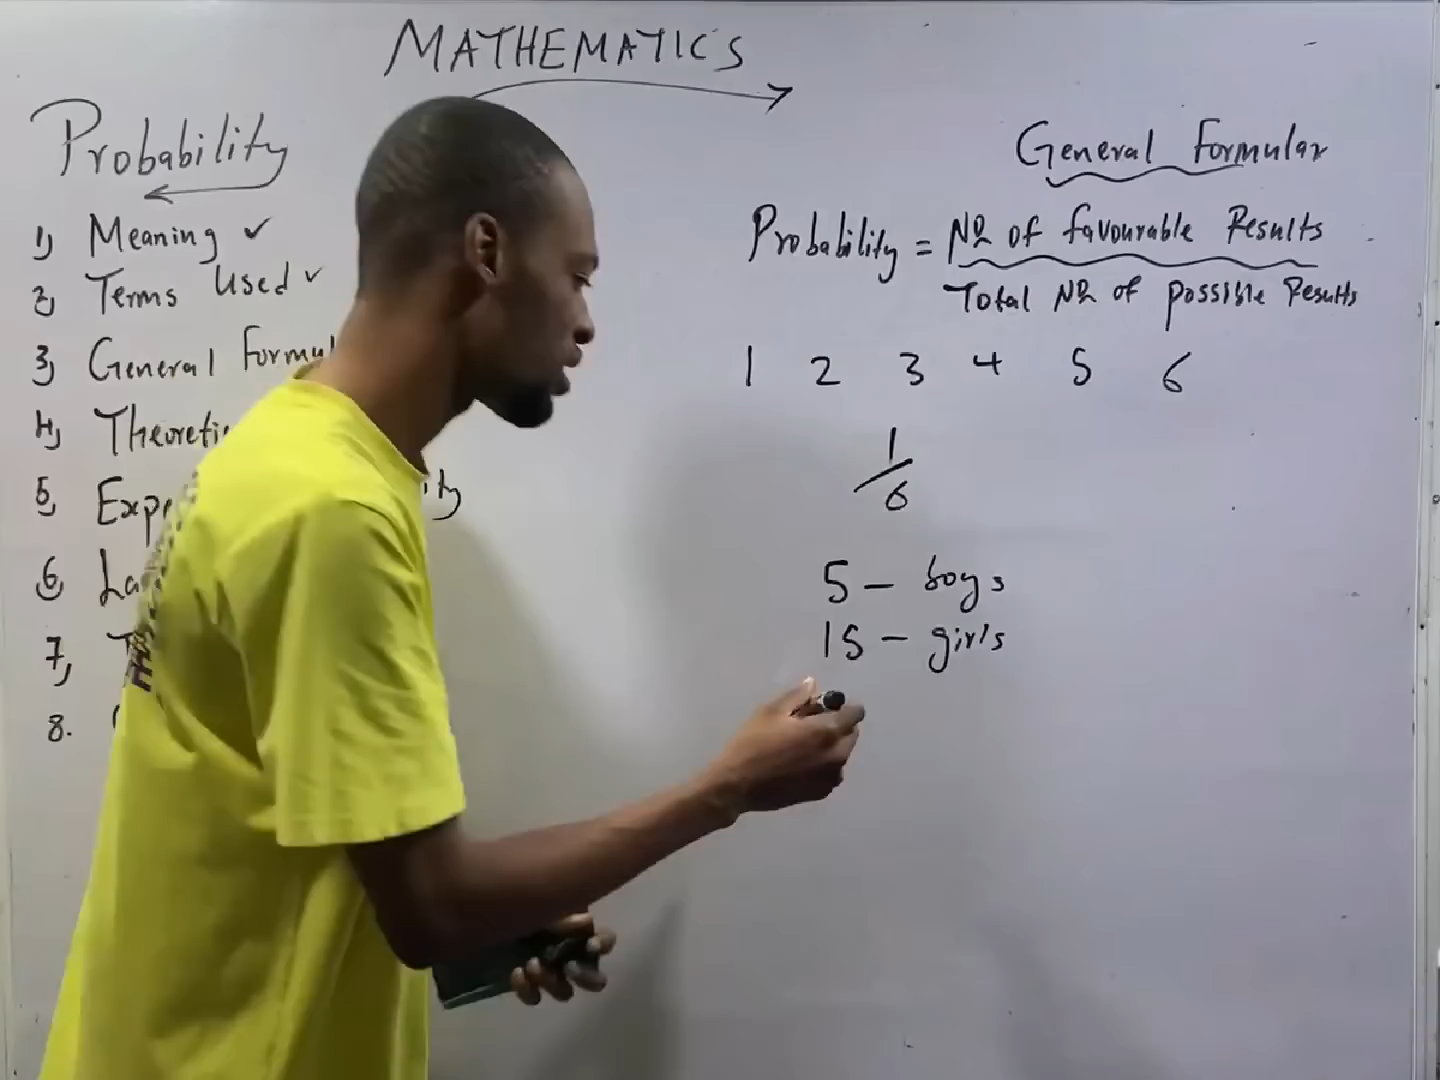 MATHEMATICS
Probability
1) Meaning ✓
2) Terms Used ✓
3) General
4)
5)
6)
7)
8.
General Formular
Probability = No of favourable Results
Total No of possible Results
1 2 3 4 5 6
1
6
5 - boys
15 - girls